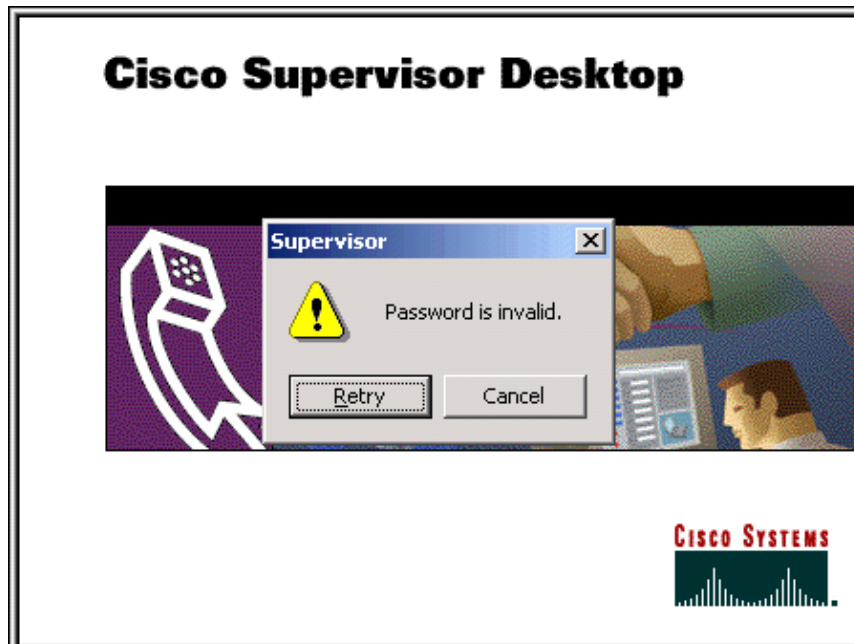 Cisco Supervisor Desktop
Supervisor
Password is invalid.
Retry Cancel
CISCO SYSTEMS